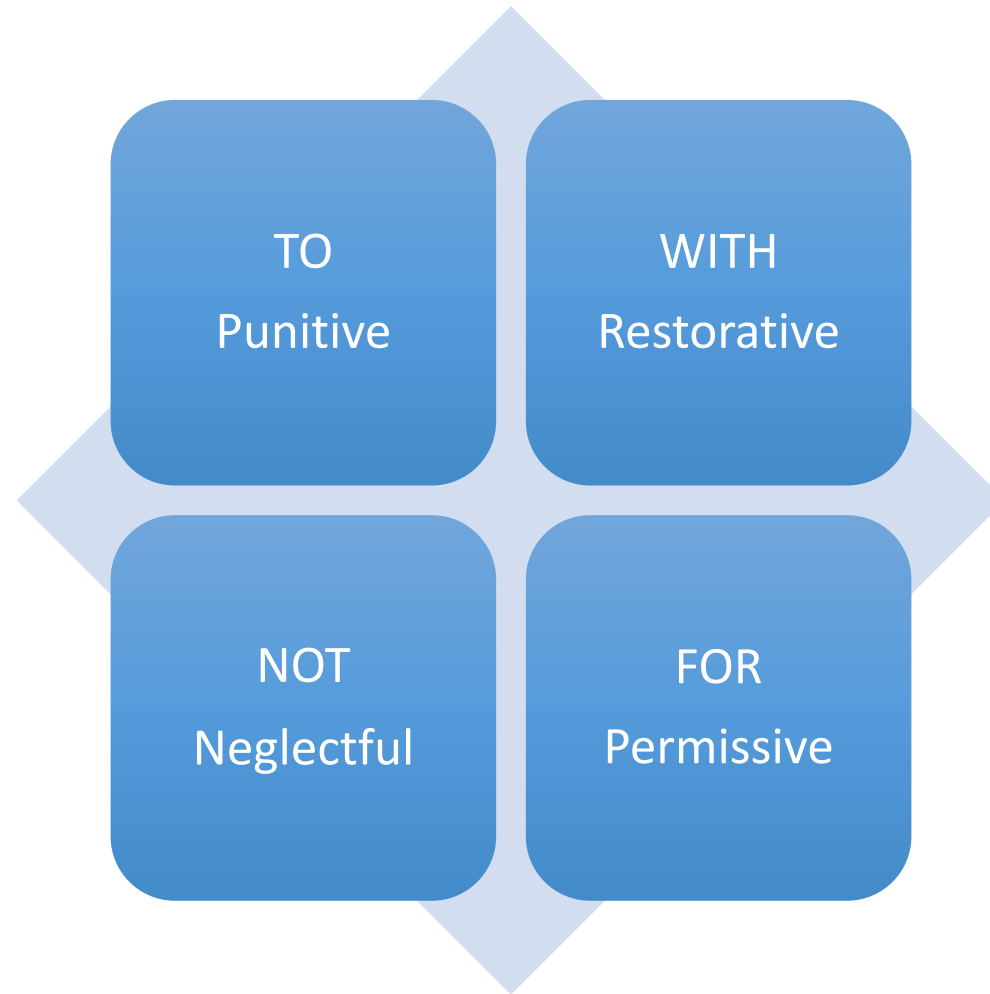 TO
Punitive
WITH
Restorative
NOT
Neglectful
FOR
Permissive